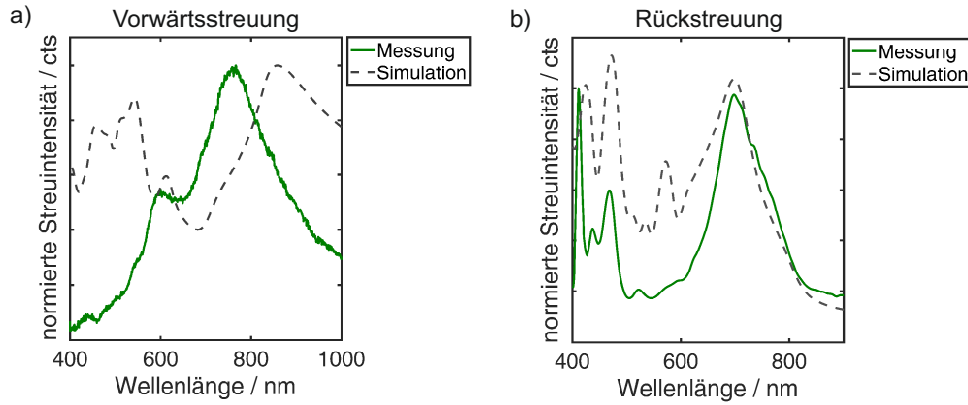 a)
Vorwärtsstreuung
normierte Streuintensität / cts
Messung
Simulation
400
600
800
1000
Wellenlänge / nm
b)
Rückstreuung
normierte Streuintensität / cts
Messung
Simulation
400
600
800
Wellenlänge / nm